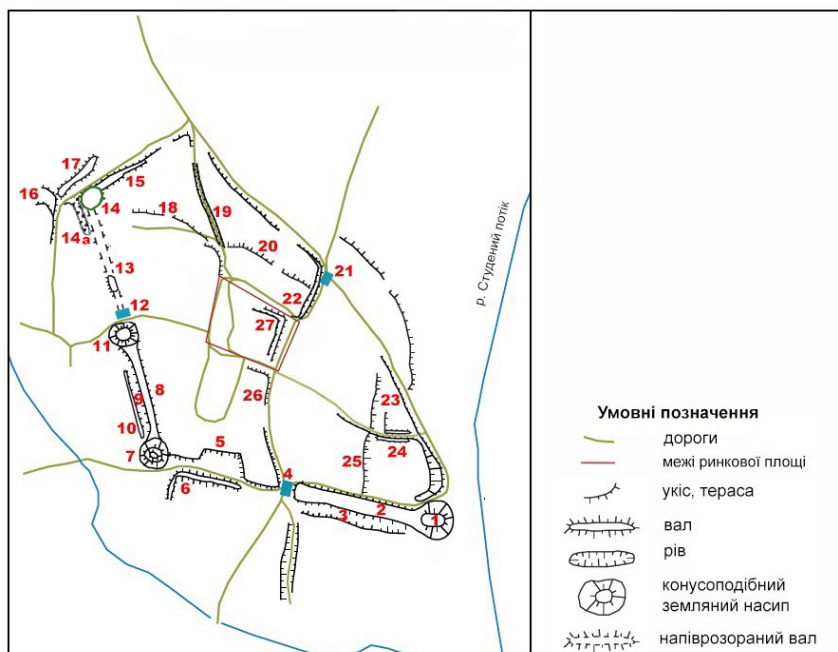 17
16
15
14
18
19
14а
20
13
21
12
22
11
27
р. Студений потік
8
9
26
23
10
7
5
24
25
6
4
2
3
1
Умовні позначення
дороги
межі ринкової площі
укіс, тераса
вал
рів
конусоподібний
земляний насип
напіврозораний вал